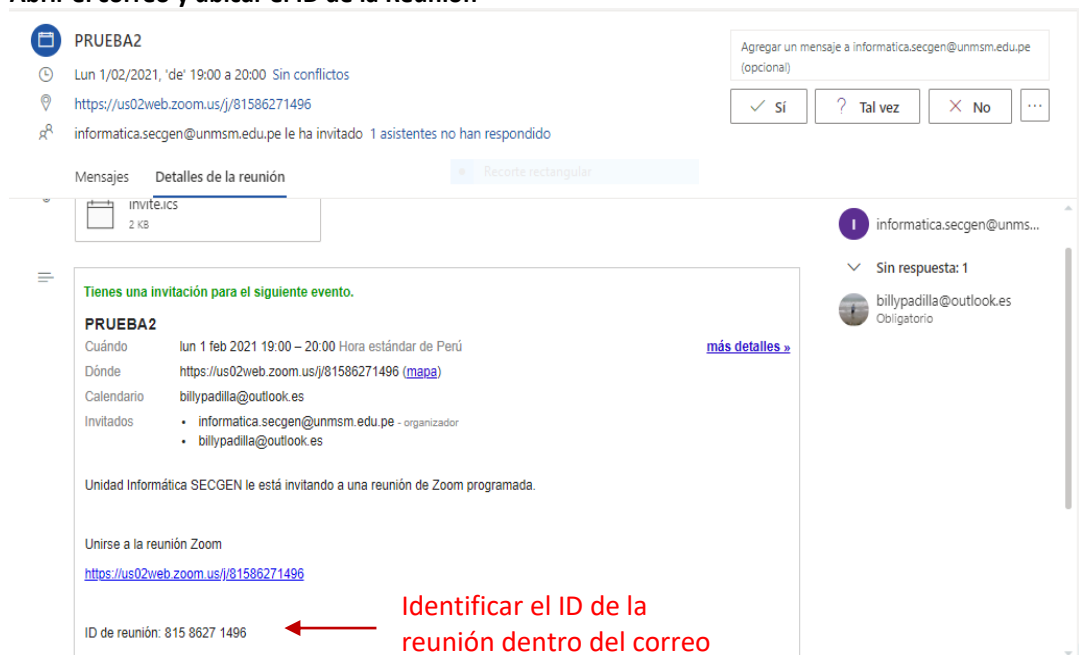 Abrir el correo y ubicar el ID de la Reunión
PRUEBA2
Lun 1/02/2021, 'de' 19:00 a 20:00 Sin conflictos
https://us02web.zoom.us/j/81586271496
informatica.secgen@unmsm.edu.pe le ha invitado 1 asistentes no han respondido
Agregar un mensaje a informatica.secgen@unmsm.edu.pe
(opcional)
Sí
? Tal vez
No
...
Recorte rectangular
Mensajes Detalles de la reunión
invite.ics
2 KB
I informatica.secgen@unms...
Sin respuesta: 1
billypadilla@outlook.es
Obligatorio
Tienes una invitación para el siguiente evento.
PRUEBA2
Cuándo lun 1 feb 2021 19:00 – 20:00 Hora estándar de Perú más detalles »
Dónde https://us02web.zoom.us/j/81586271496 (mapa)
Calendario billypadilla@outlook.es
Invitados • informatica.secgen@unmsm.edu.pe - organizador
• billypadilla@outlook.es
Unidad Informática SECGEN le está invitando a una reunión de Zoom programada.
Unirse a la reunión Zoom
https://us02web.zoom.us/j/81586271496
ID de reunión: 815 8627 1496
Identificar el ID de la
reunión dentro del correo